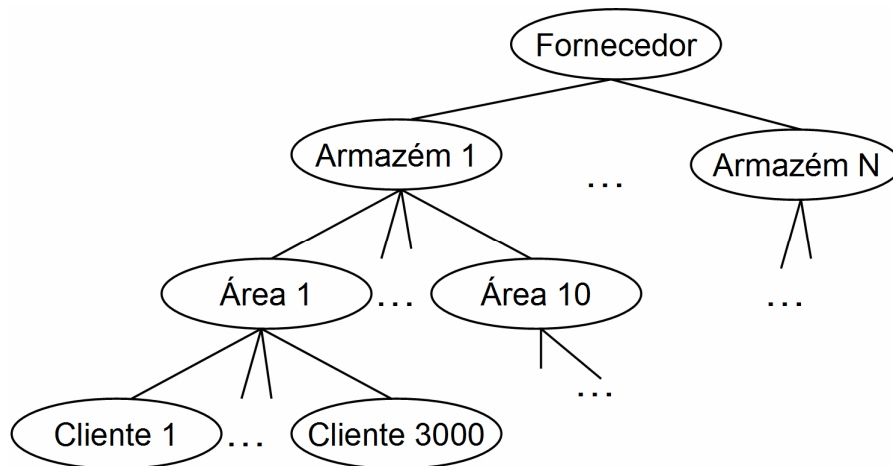 Fornecedor
Armazém 1
...
Armazém N
Área 1
...
Área 10
...
...
Cliente 1
...
Cliente 3000